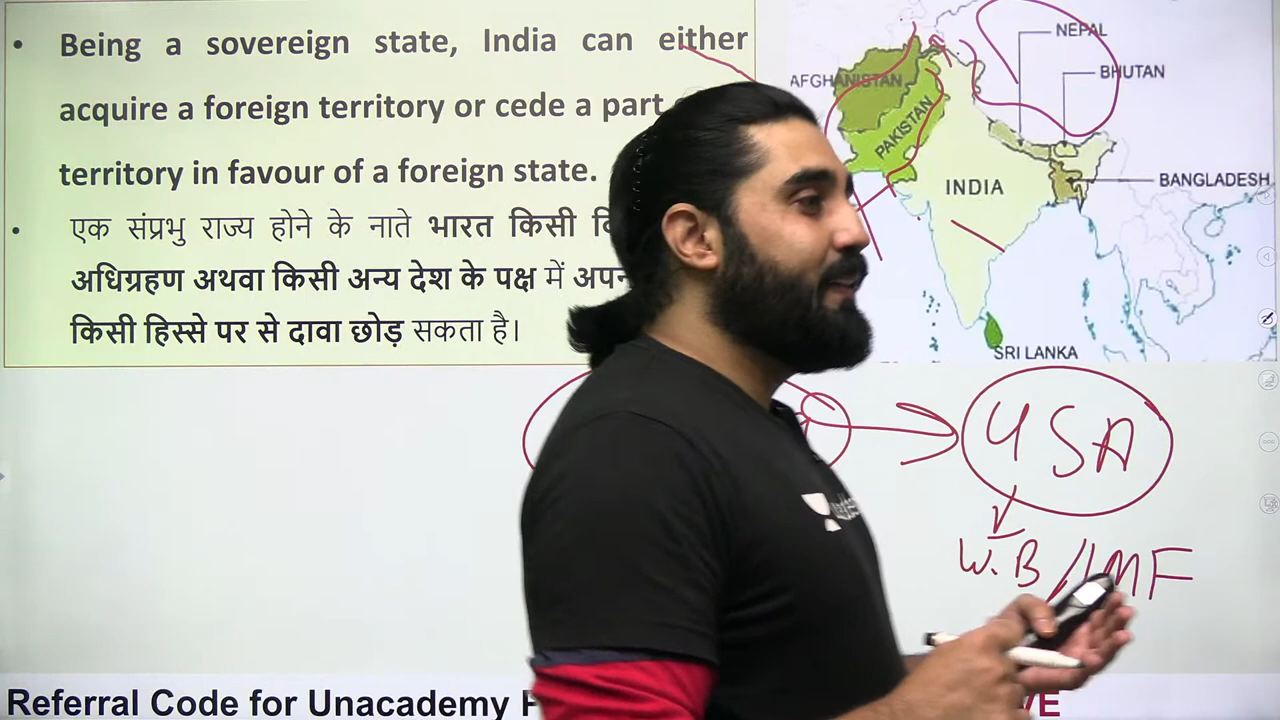 • Being a sovereign state, India can either
acquire a foreign territory or cede a part
territory in favour of a foreign state.
• एक संप्रभु राज्य होने के नाते भारत किसी
अधिग्रहण अथवा किसी अन्य देश के पक्ष में
किसी हिस्से पर से दावा छोड़ सकता है।
NEPAL
AFGHANISTAN
BHUTAN
PAKISTAN
INDIA
BANGLADESH
SRI LANKA
USA
W.B / IMF
Referral Code for Unacademy